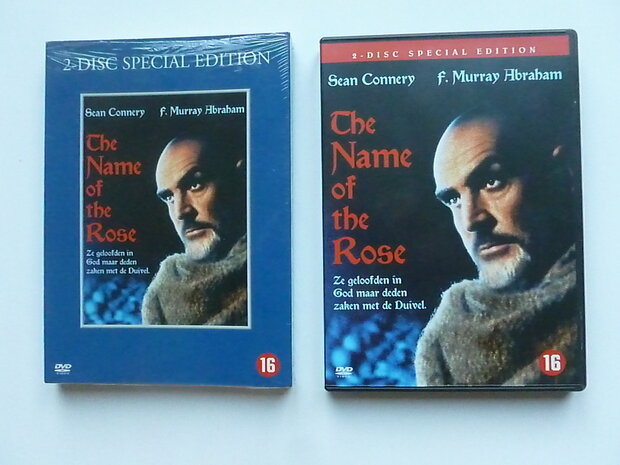 2-DISC SPECIAL EDITION
Sean Connery F. Murray Abraham
The
Name
of
the
Rose
Ze geloofden in
God maar deden
zaken met de Duivel.
DVD
16
2-DISC SPECIAL EDITION
Sean Connery F. Murray Abraham
The
Name
of
the
Rose
Ze geloofden in
God maar deden
zaken met de Duivel.
DVD
16